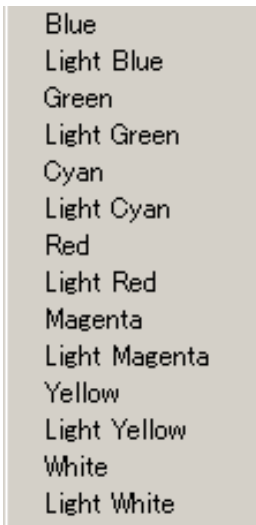 Blue
Light Blue
Green
Light Green
Cyan
Light Cyan
Red
Light Red
Magenta
Light Magenta
Yellow
Light Yellow
White
Light White